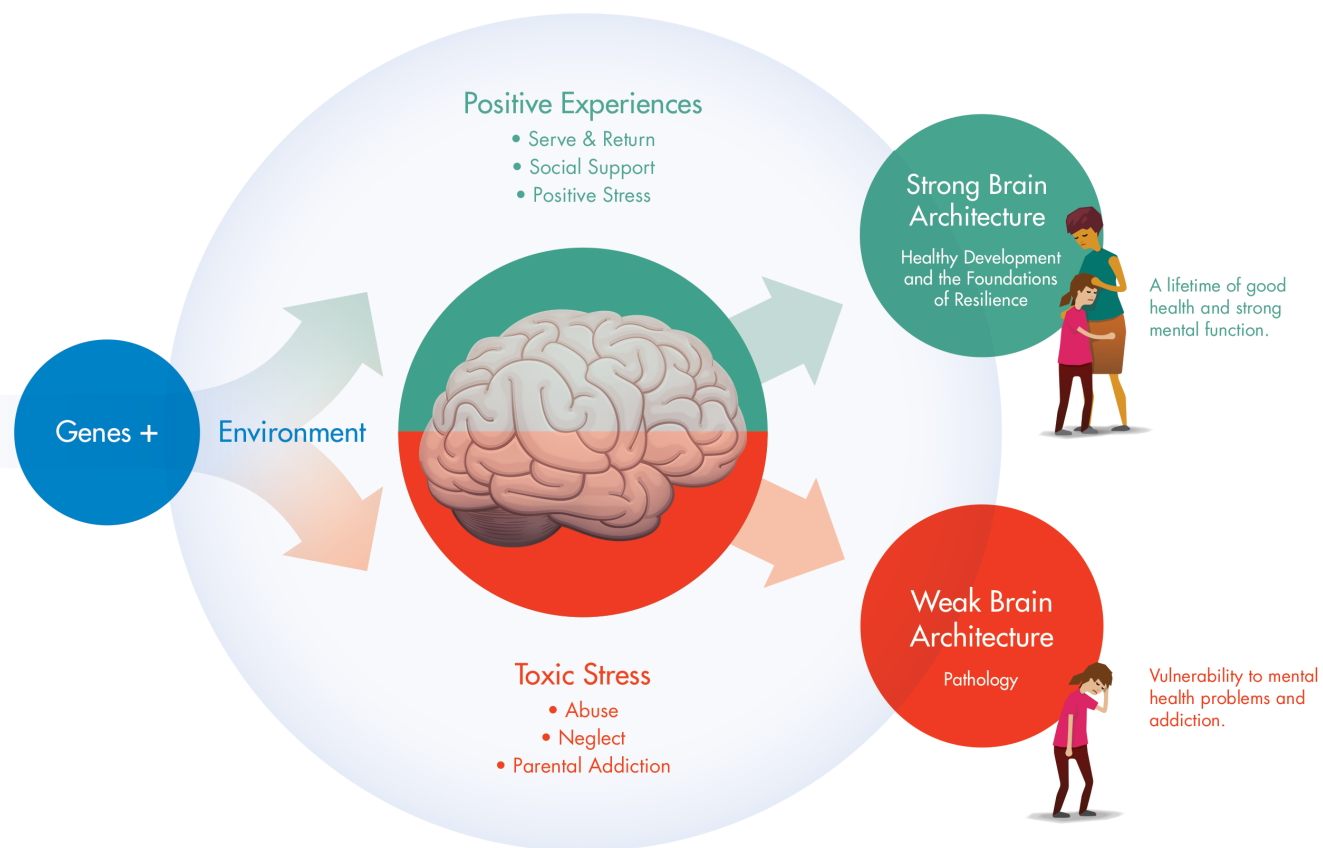 Positive Experiences
• Serve & Return
• Social Support
• Positive Stress
Genes +
Environment
Strong Brain
Architecture
Healthy Development
and the Foundations
of Resilience
A lifetime of good
health and strong
mental function.
Toxic Stress
• Abuse
• Neglect
• Parental Addiction
Weak Brain
Architecture
Pathology
Vulnerability to mental
health problems and
addiction.